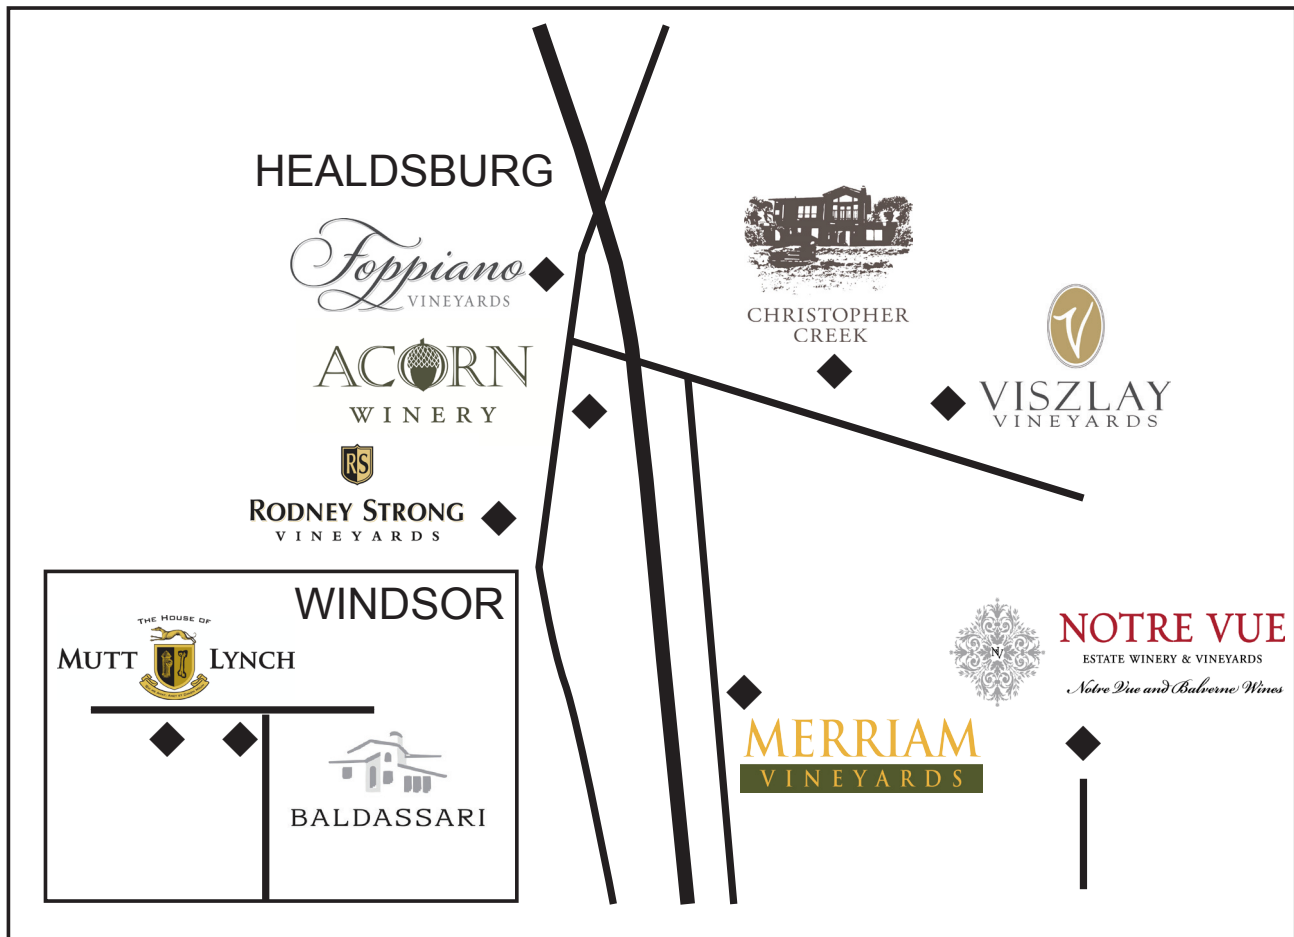 HEALDSBURG
Foppiano
VINEYARDS
ACORN
WINERY
RS
RODNEY STRONG
VINEYARDS
CHRISTOPHER
CREEK
V
VISZLAY
VINEYARDS
WINDSOR
THE HOUSE OF
MUTT LYNCH
BALDASSARI
MERRIAM
VINEYARDS
NV
NOTRE VUE
ESTATE WINERY & VINEYARDS
Notre Vue and Balverne Wines